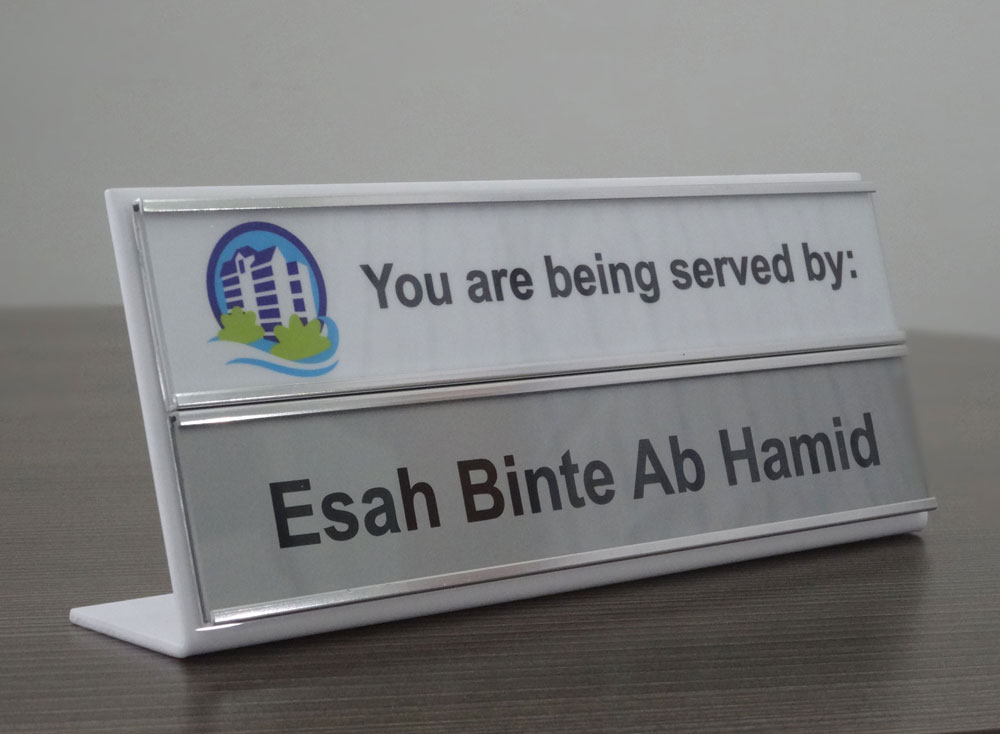 You are being served by:
Esah Binte Ab Hamid